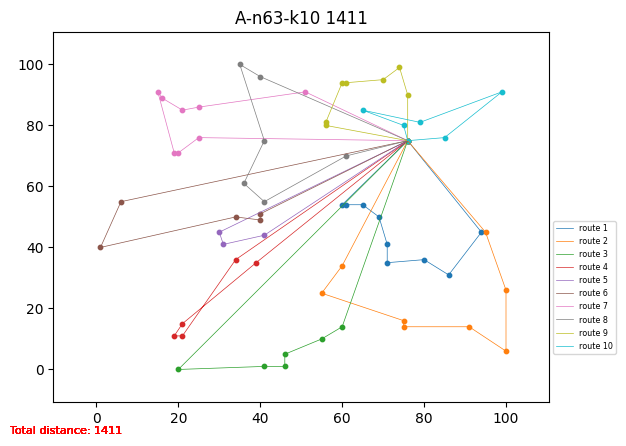 A-n63-k10 1411
100
80
60
40
20
0
0 20 40 60 80 100
route 1
route 2
route 3
route 4
route 5
route 6
route 7
route 8
route 9
route 10
Total distance: 1411